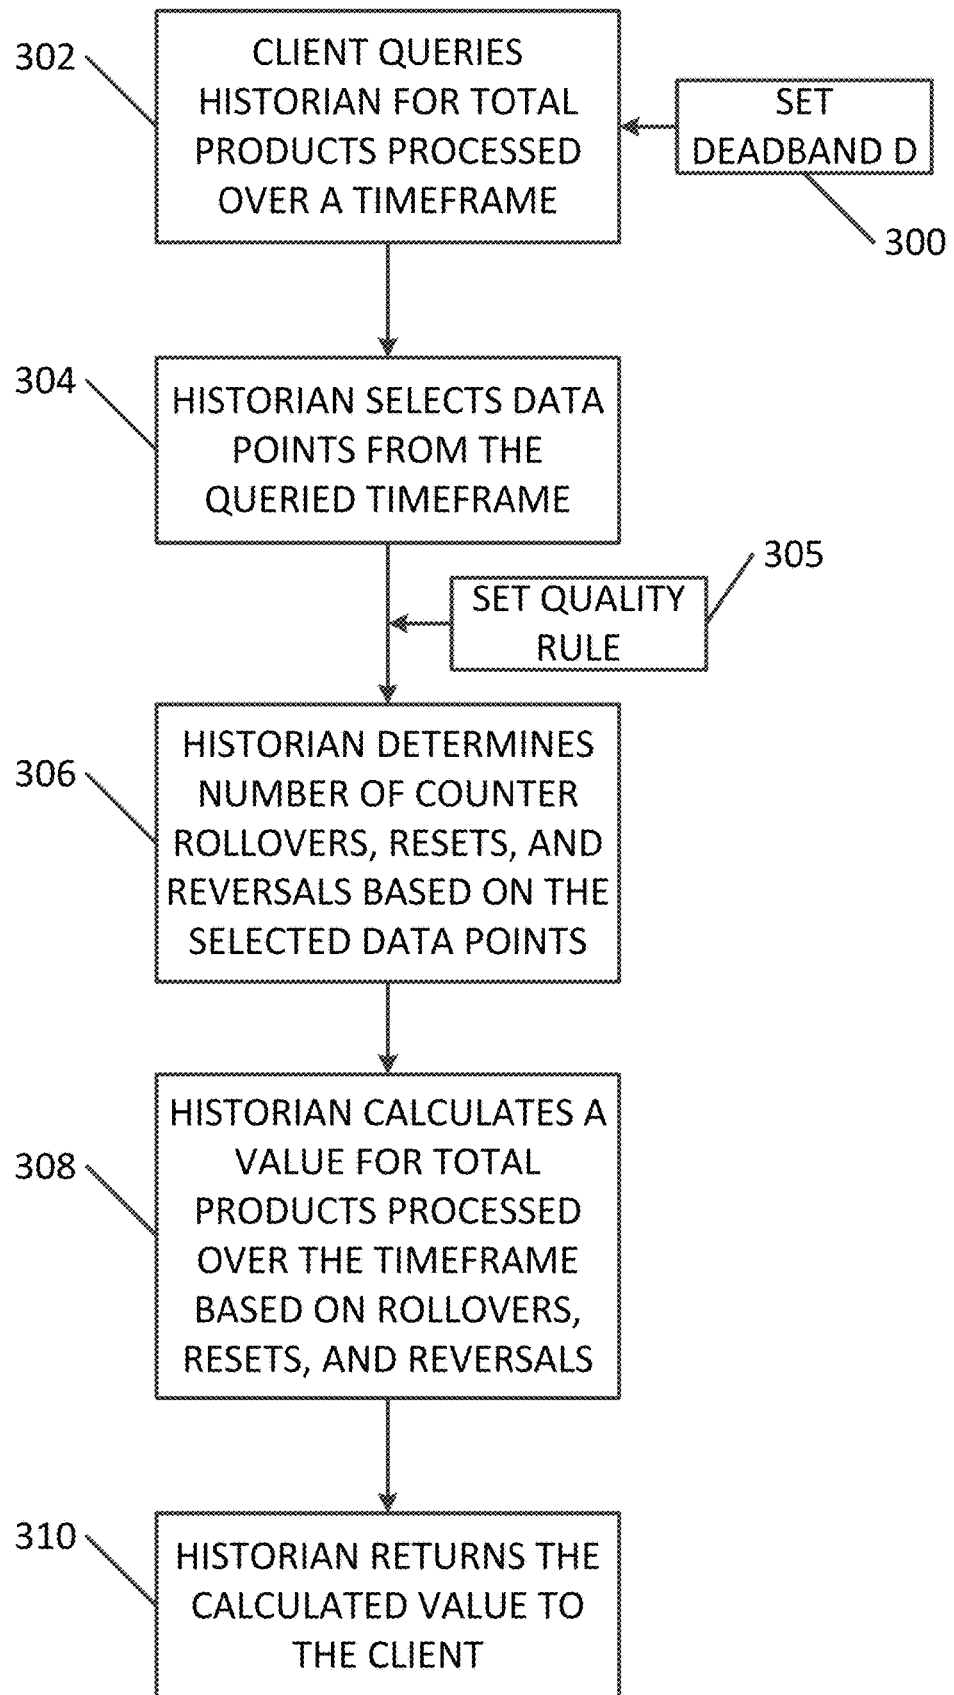 302
CLIENT QUERIES
HISTORIAN FOR TOTAL
PRODUCTS PROCESSED
OVER A TIMEFRAME
SET
DEADBAND D
300
304
HISTORIAN SELECTS DATA
POINTS FROM THE
QUERIED TIMEFRAME
305
SET QUALITY
RULE
306
HISTORIAN DETERMINES
NUMBER OF COUNTER
ROLLOVERS, RESETS, AND
REVERSALS BASED ON THE
SELECTED DATA POINTS
308
HISTORIAN CALCULATES A
VALUE FOR TOTAL
PRODUCTS PROCESSED
OVER THE TIMEFRAME
BASED ON ROLLOVERS,
RESETS, AND REVERSALS
310
HISTORIAN RETURNS THE
CALCULATED VALUE TO
THE CLIENT